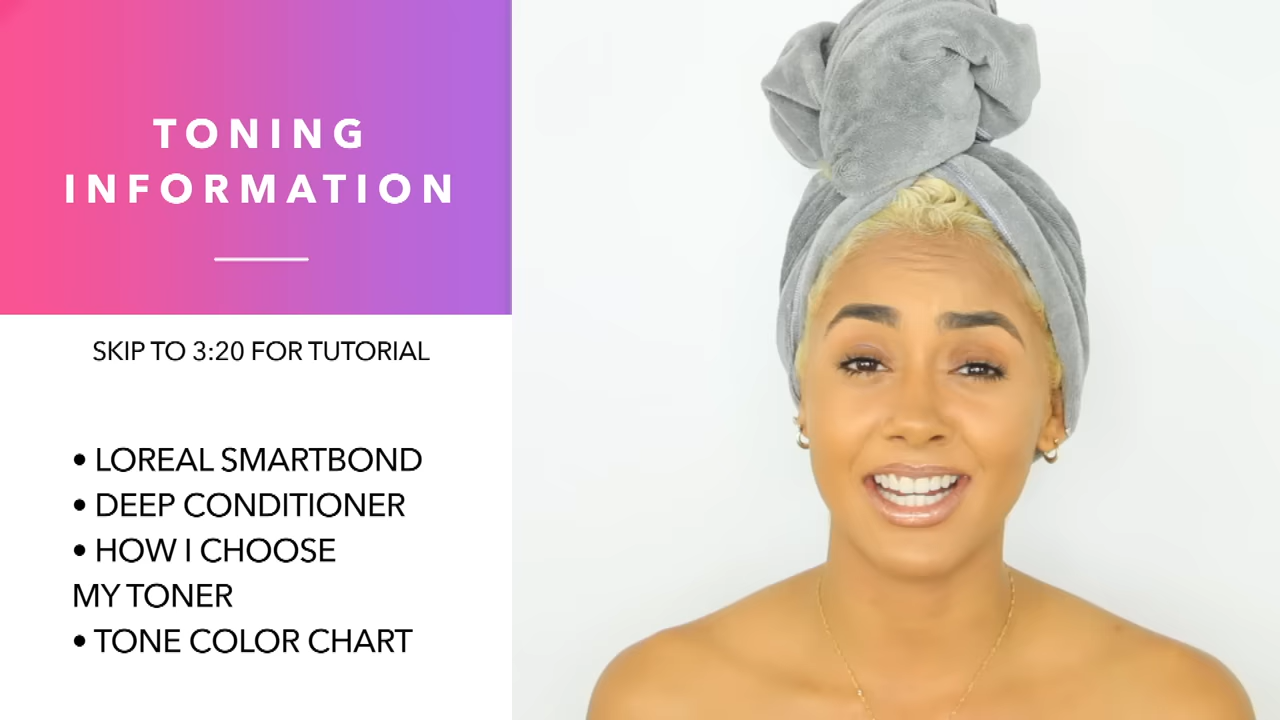 TONING
INFORMATION
SKIP TO 3:20 FOR TUTORIAL
• LOREAL SMARTBOND
• DEEP CONDITIONER
• HOW I CHOOSE
MY TONER
• TONE COLOR CHART